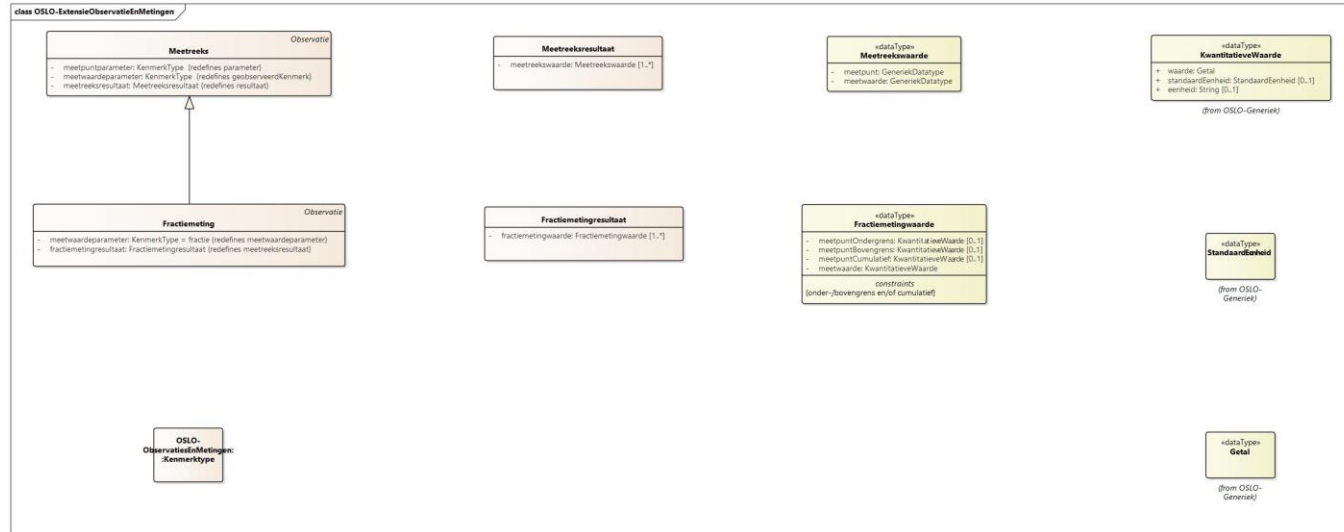 class OSLO-ExtensieObservatieEnMetingen
Observatie
Meetreeks
- meetpuntparameter: KenmerkType (redefines parameter)
- meetwaardeparameter: KenmerkType (redefines geobserveerdKenmerk)
- meetreeksresultaat: Meetreeksresultaat (redefines resultaat)
Meetreeksresultaat
- meetreekswaarde: Meetreekswaarde [1..*]
«dataType»
Meetreekswaarde
- meetpunt: GeneriekDatatype
- meetwaarde: GeneriekDatatype
«dataType»
KwantitatieveWaarde
+ waarde: Getal
+ standaardEenheid: StandaardEenheid [0..1]
+ eenheid: String [0..1]
(from OSLO-Generiek)
Observatie
Fractiemeting
- meetwaardeparameter: KenmerkType = fractie (redefines meetwaardeparameter)
- fractiemetingresultaat: Fractiemetingresultaat (redefines meetreeksresultaat)
Fractiemetingresultaat
- fractiemetingwaarde: Fractiemetingwaarde [1..*]
«dataType»
Fractiemetingwaarde
- meetpuntOndergrens: KwantitatieveWaarde [0..1]
- meetpuntBovengrens: KwantitatieveWaarde [0..1]
- meetpuntCumulatief: KwantitatieveWaarde [0..1]
- meetwaarde: KwantitatieveWaarde
constraints
{onder-/bovengrens en/of cumulatief}
«dataType»
StandaardEenheid
(from OSLO-
Generiek)
OSLO-
ObservatiesEnMetingen:
:Kenmerktype
«dataType»
Getal
(from OSLO-
Generiek)